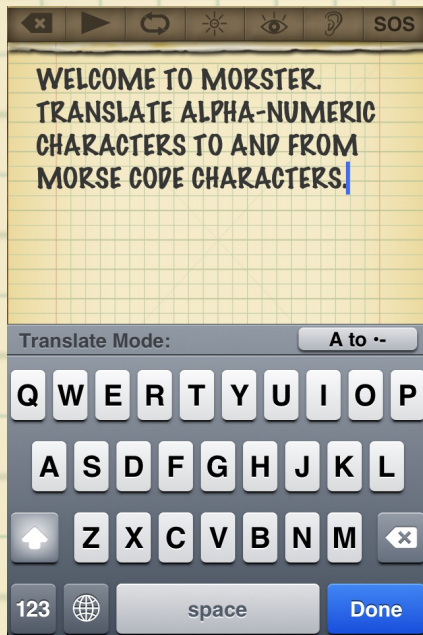 SOS
WELCOME TO MORSTER.
TRANSLATE ALPHA-NUMERIC
CHARACTERS TO AND FROM
MORSE CODE CHARACTERS.
Translate Mode: A to •-
Q W E R T Y U I O P
A S D F G H J K L
Z X C V B N M
123 space Done